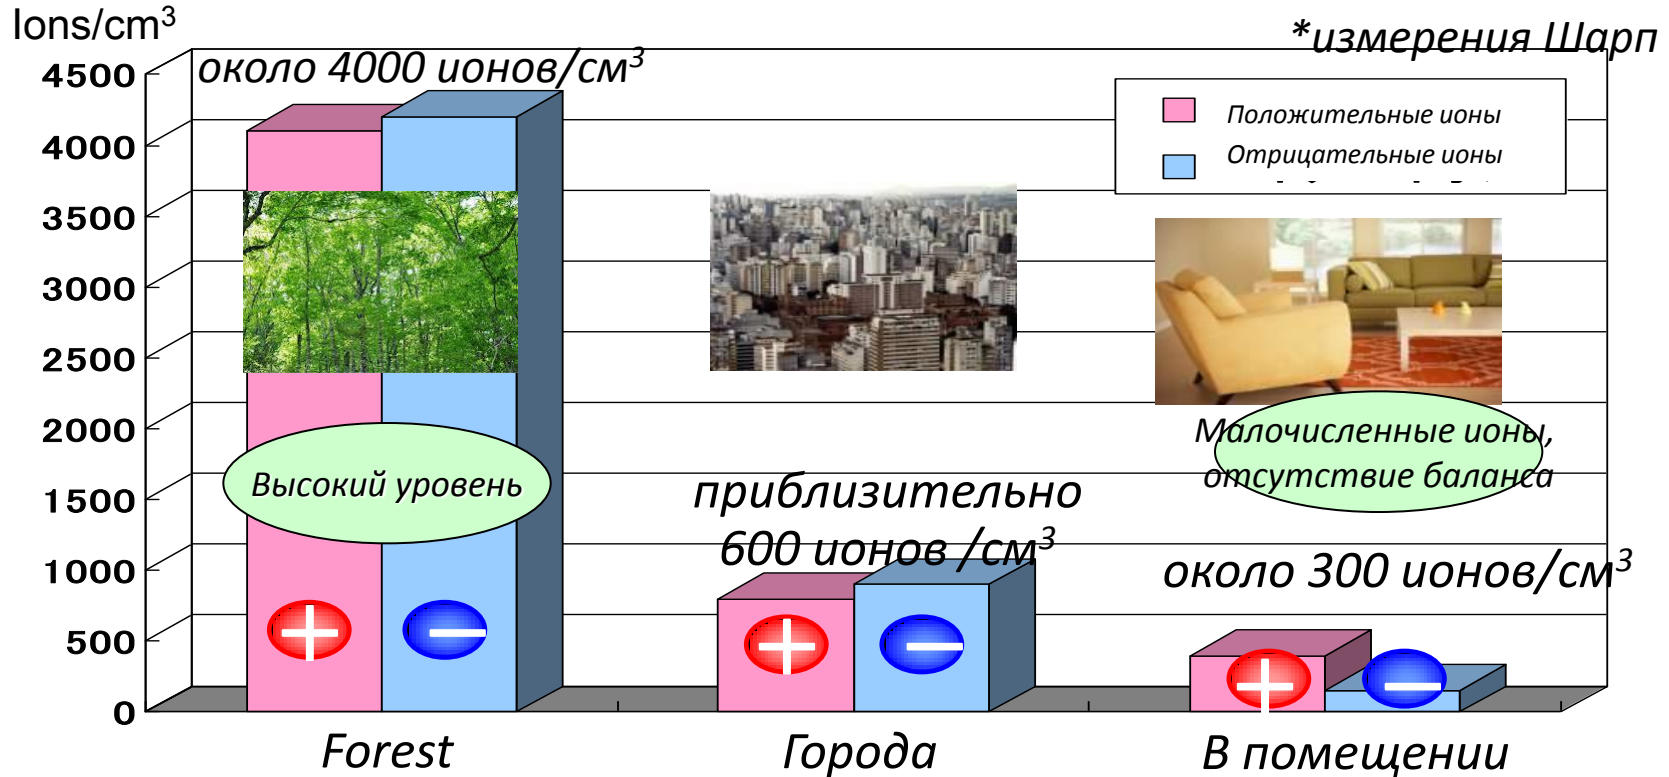 Ions/cm³
*измерения Шарп
4500
4000
3500
3000
2500
2000
1500
1000
500
0
около 4000 ионов/см³
Положительные ионы
Отрицательные ионы
Высокий уровень
приблизительно
600 ионов /см³
Малочисленные ионы,
отсутствие баланса
около 300 ионов/см³
Forest
Города
В помещении